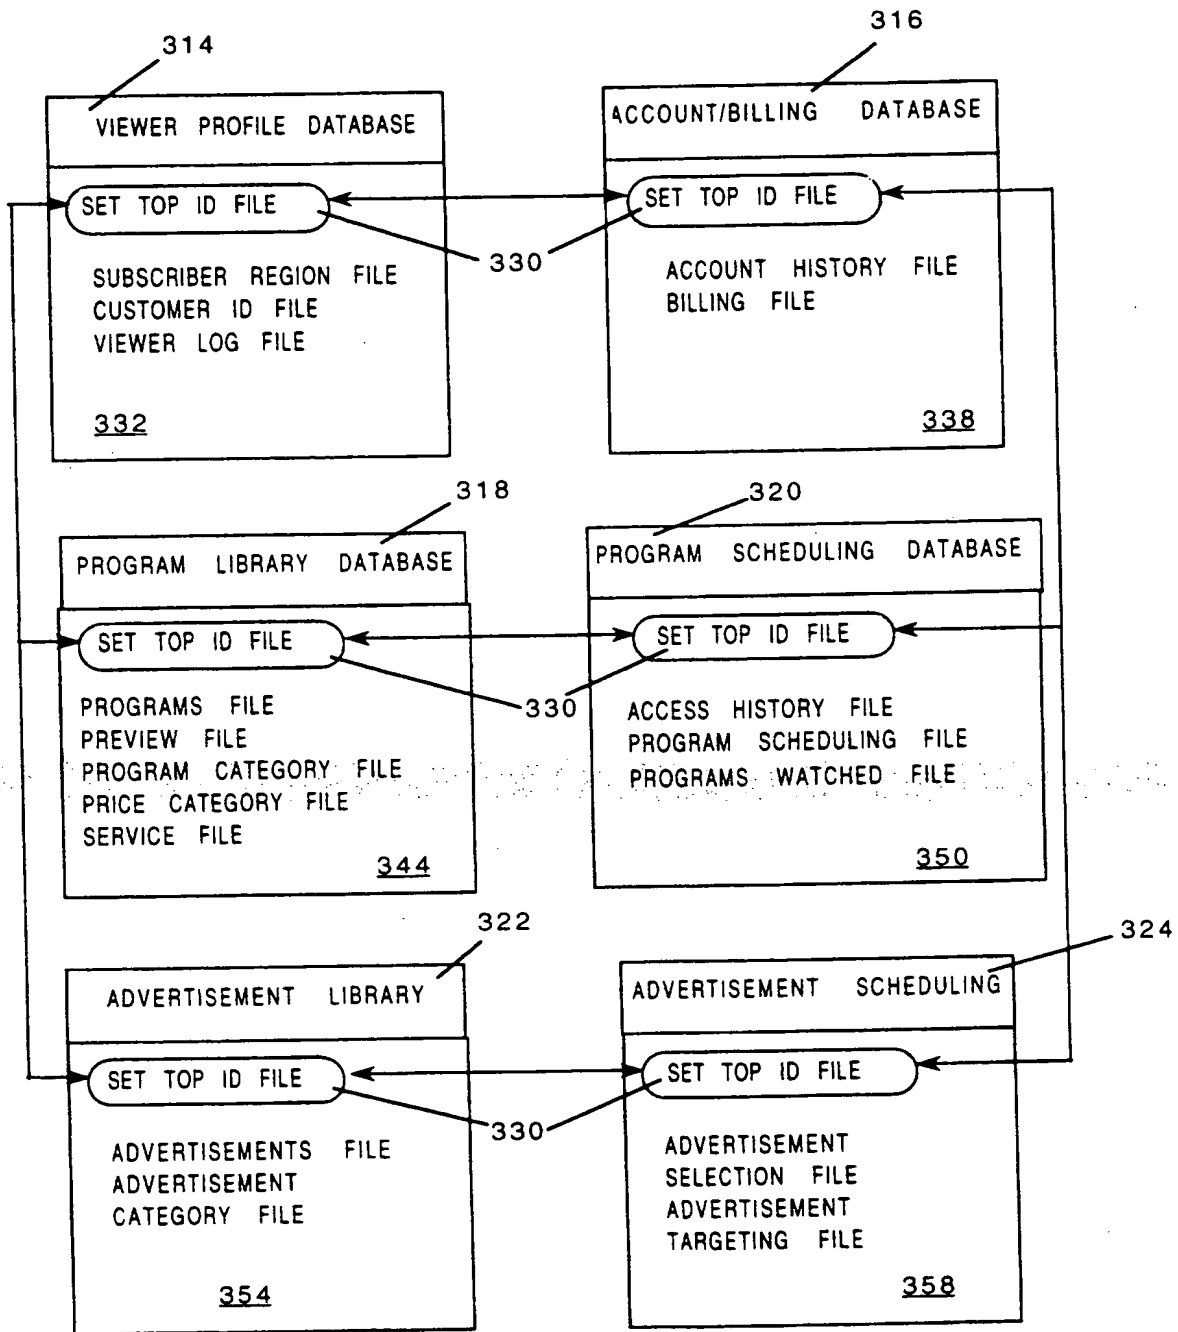 314
316
VIEWER PROFILE DATABASE
SET TOP ID FILE
SUBSCRIBER REGION FILE
CUSTOMER ID FILE
VIEWER LOG FILE
332
ACCOUNT/BILLING DATABASE
SET TOP ID FILE
ACCOUNT HISTORY FILE
BILLING FILE
338
330
318
320
PROGRAM LIBRARY DATABASE
SET TOP ID FILE
PROGRAMS FILE
PREVIEW FILE
PROGRAM CATEGORY FILE
PRICE CATEGORY FILE
SERVICE FILE
344
PROGRAM SCHEDULING DATABASE
SET TOP ID FILE
ACCESS HISTORY FILE
PROGRAM SCHEDULING FILE
PROGRAMS WATCHED FILE
350
330
322
324
ADVERTISEMENT LIBRARY
SET TOP ID FILE
ADVERTISEMENTS FILE
ADVERTISEMENT
CATEGORY FILE
354
ADVERTISEMENT SCHEDULING
SET TOP ID FILE
ADVERTISEMENT
SELECTION FILE
ADVERTISEMENT
TARGETING FILE
358
330